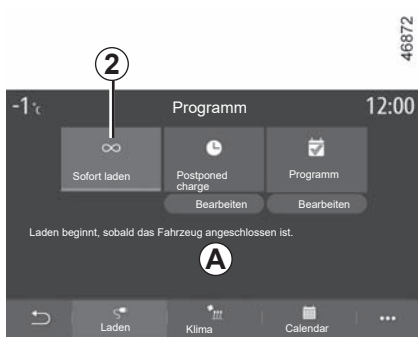 46872
2
-1°c
Programm
12:00
Sofort laden
Postponed
charge
Programm
Bearbeiten
Bearbeiten
Laden beginnt, sobald das Fahrzeug angeschlossen ist.
A
Laden
Klima
Calendar